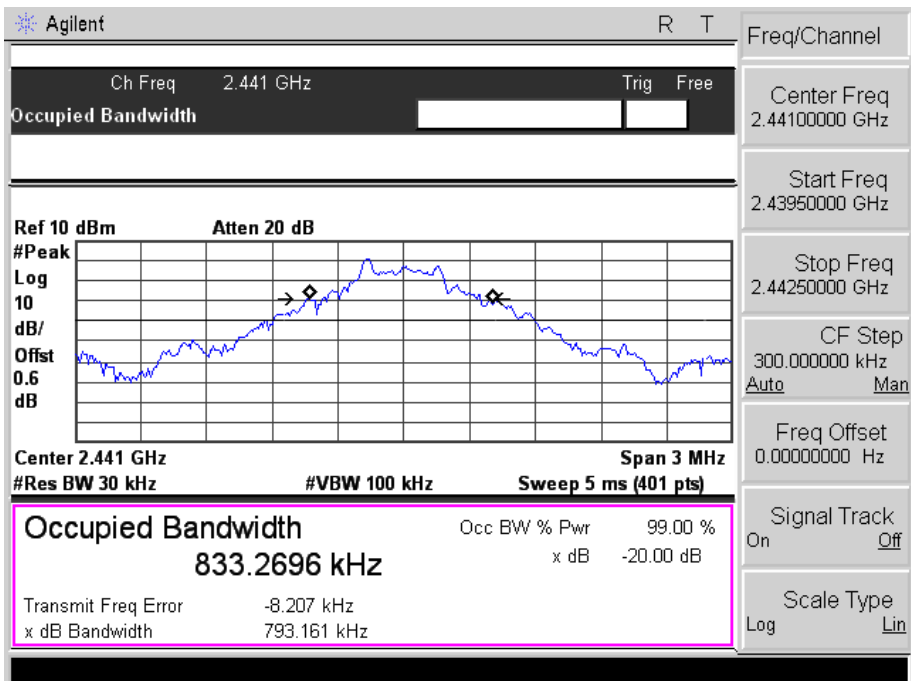 Agilent R T
Ch Freq 2.441 GHz Trig Free
Occupied Bandwidth
Ref 10 dBm Atten 20 dB
#Peak
Log
10
dB/
Offst
0.6
dB
Center 2.441 GHz Span 3 MHz
#Res BW 30 kHz #VBW 100 kHz Sweep 5 ms (401 pts)
Occupied Bandwidth Occ BW % Pwr 99.00 %
833.2696 kHz x dB -20.00 dB
Transmit Freq Error -8.207 kHz
x dB Bandwidth 793.161 kHz
Freq/Channel
Center Freq
2.44100000 GHz
Start Freq
2.43950000 GHz
Stop Freq
2.44250000 GHz
CF Step
300.000000 kHz
Auto Man
Freq Offset
0.00000000 Hz
Signal Track
On Off
Scale Type
Log Lin